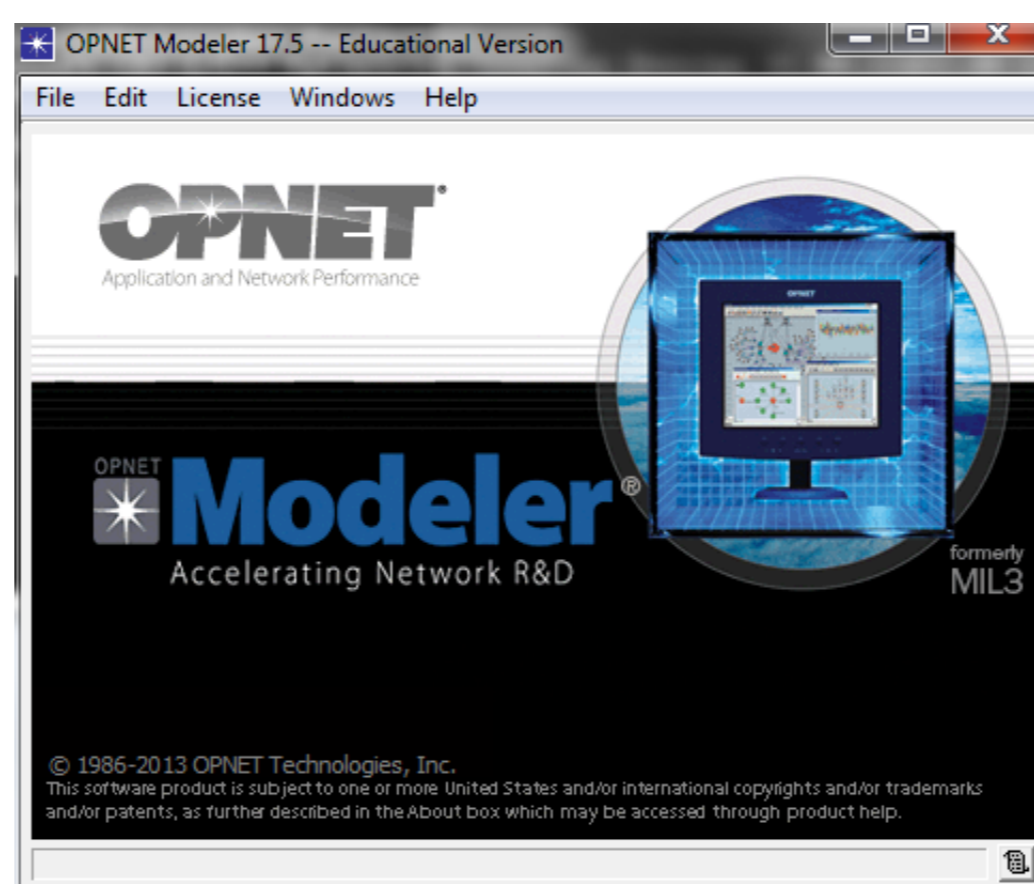 OPNET Modeler 17.5 -- Educational Version
File Edit License Windows Help
OPNET®
Application and Network Performance
OPNET
OPNET
Modeler®
Accelerating Network R&D
formerly
MIL3
© 1986-2013 OPNET Technologies, Inc.
This software product is subject to one or more United States and/or international copyrights and/or trademarks
and/or patents, as further described in the About box which may be accessed through product help.